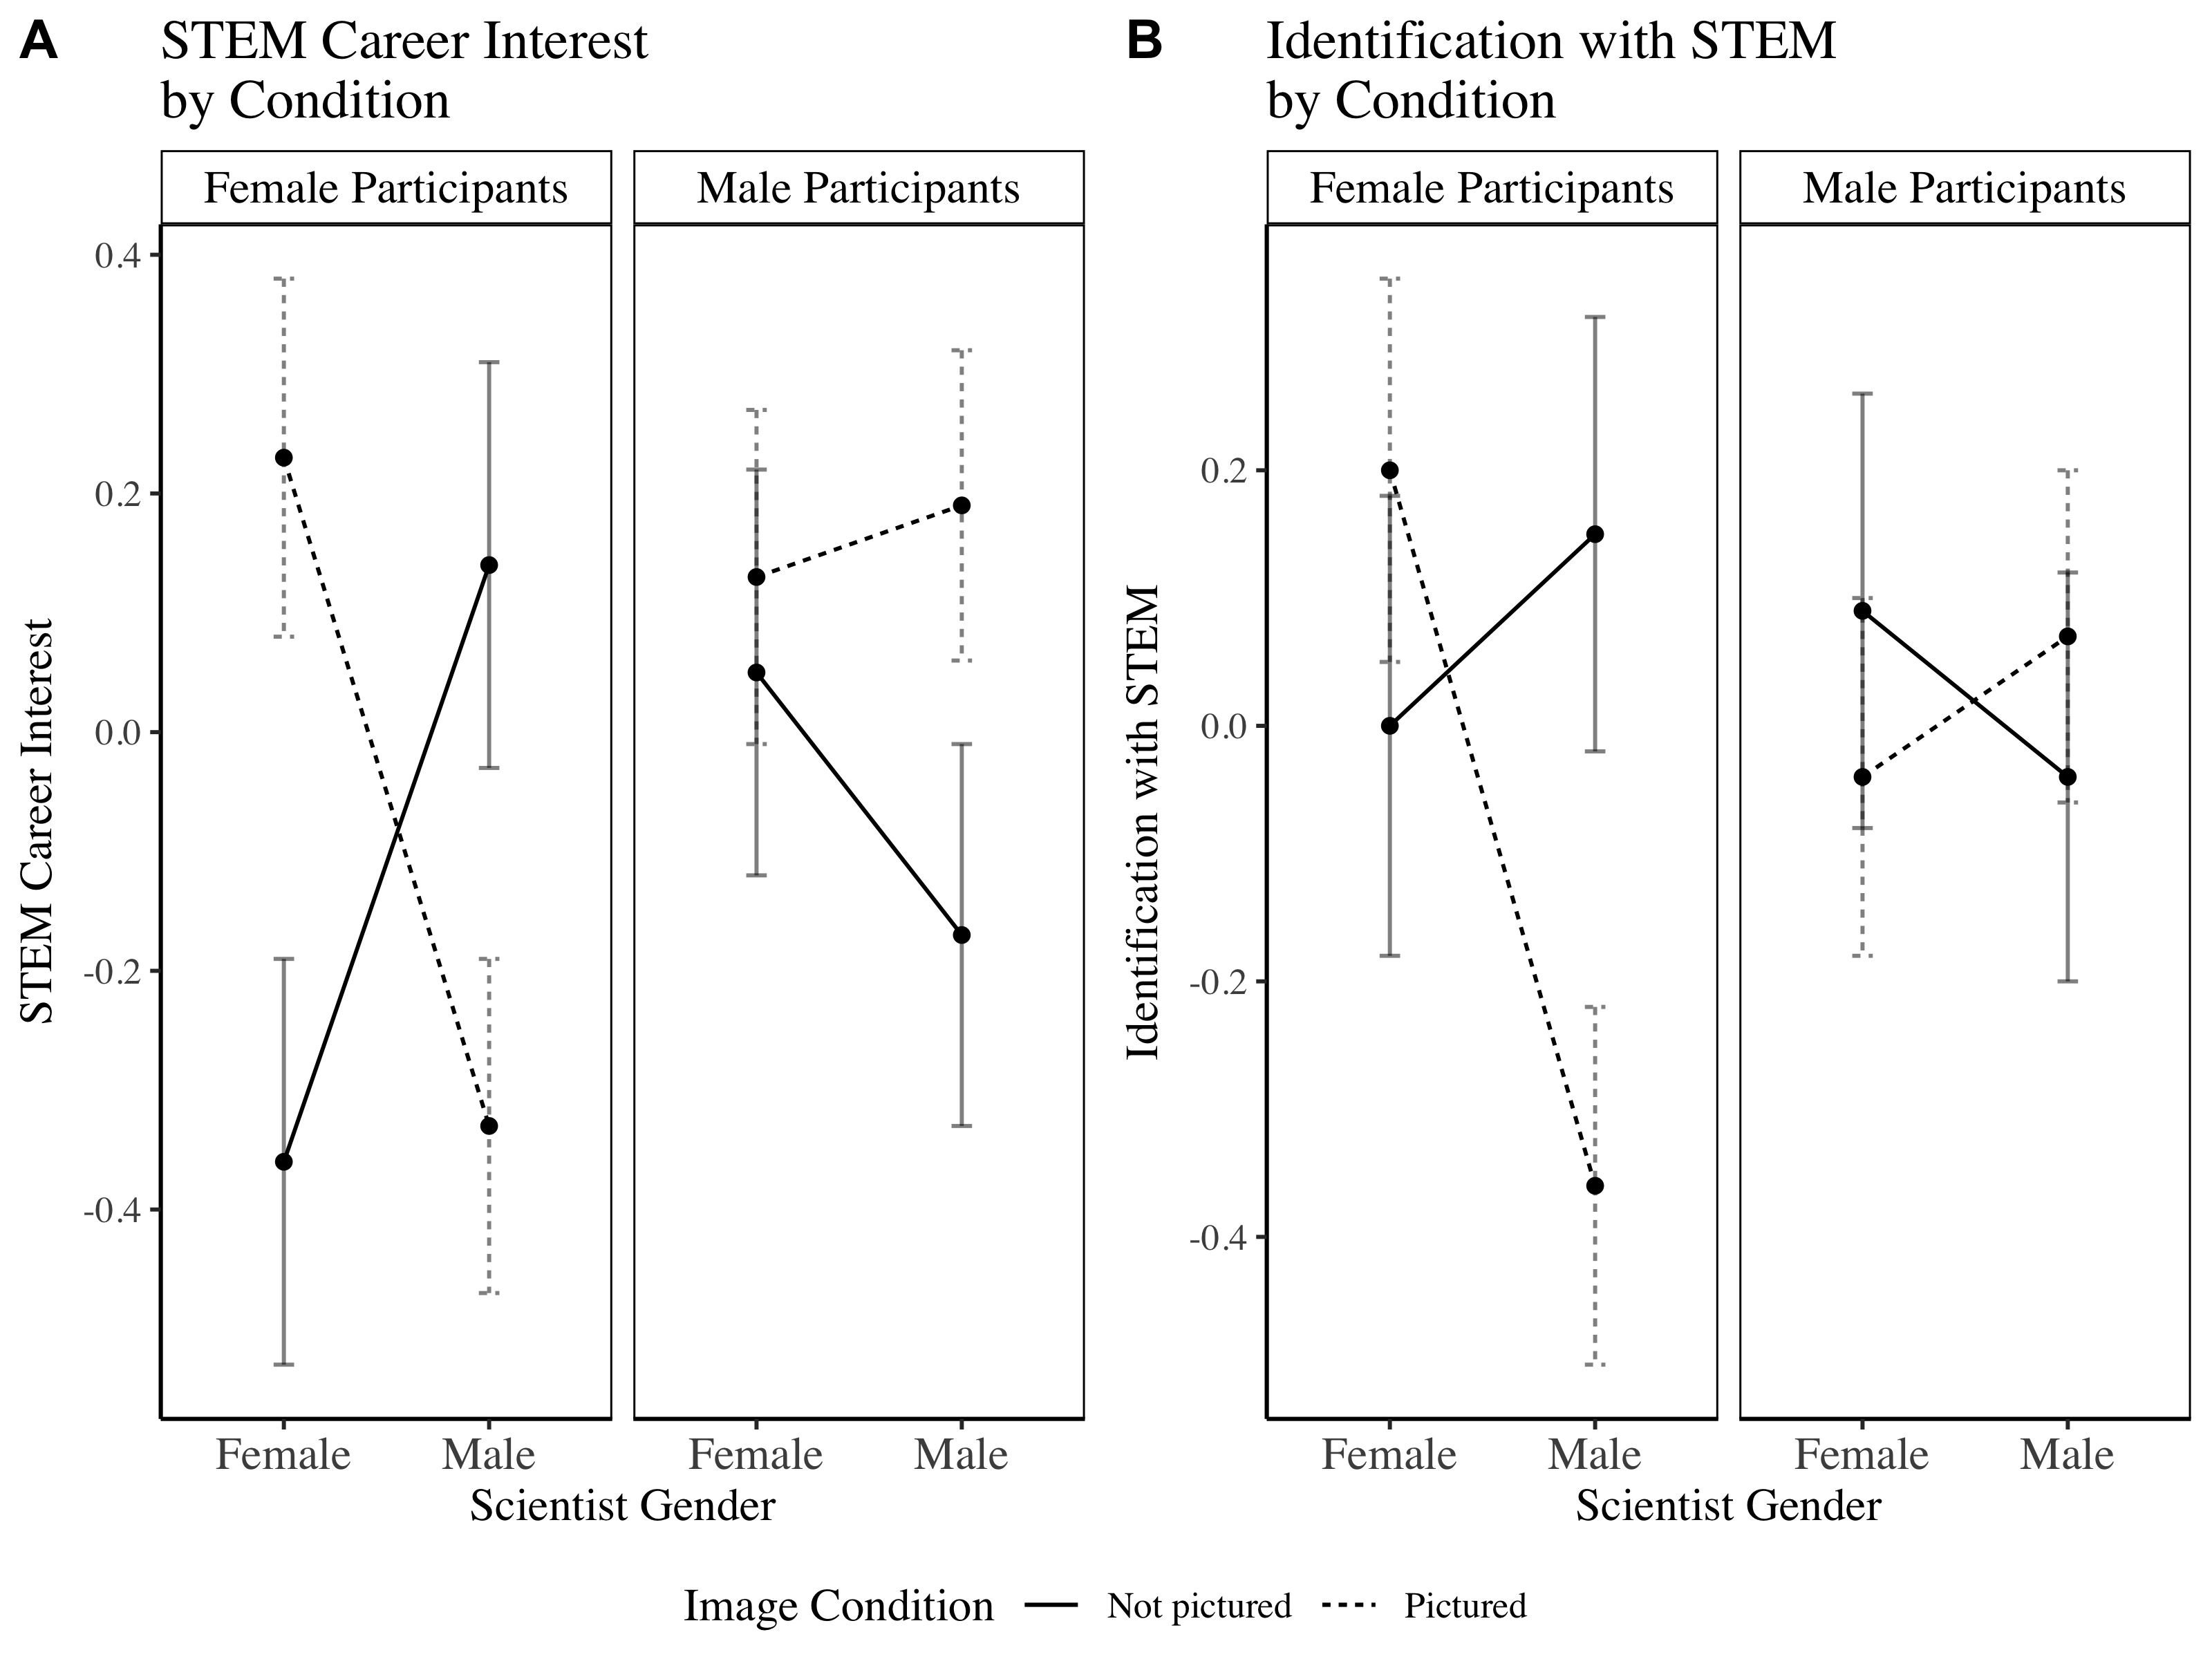 A
STEM Career Interest
by Condition
Female Participants
Male Participants
STEM Career Interest
0.4
0.2
0.0
-0.2
-0.4
Female
Male
Female
Male
Scientist Gender
B
Identification with STEM
by Condition
Female Participants
Male Participants
Identification with STEM
0.2
0.0
-0.2
-0.4
Female
Male
Female
Male
Scientist Gender
Image Condition
Not pictured
Pictured